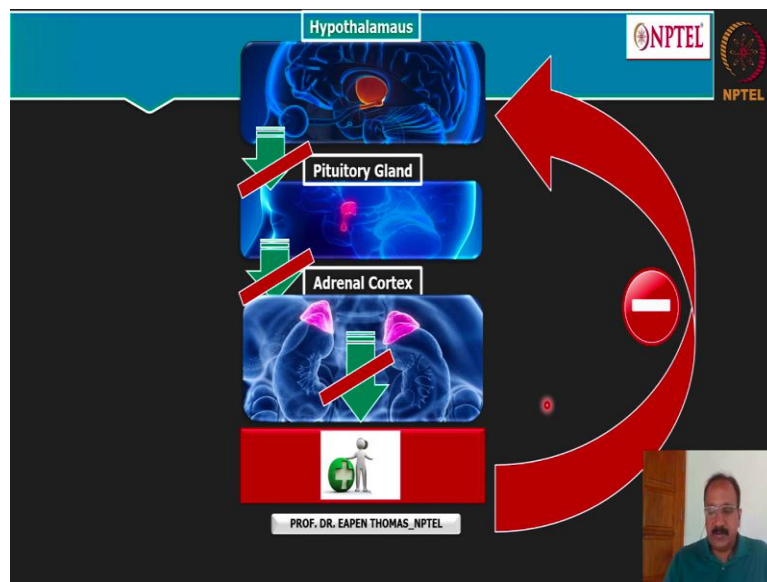 Hypothalamaus
NPTEL
NPTEL
Pituitory Gland
Adrenal Cortex
PROF. DR. EAPEN THOMAS_NPTEL